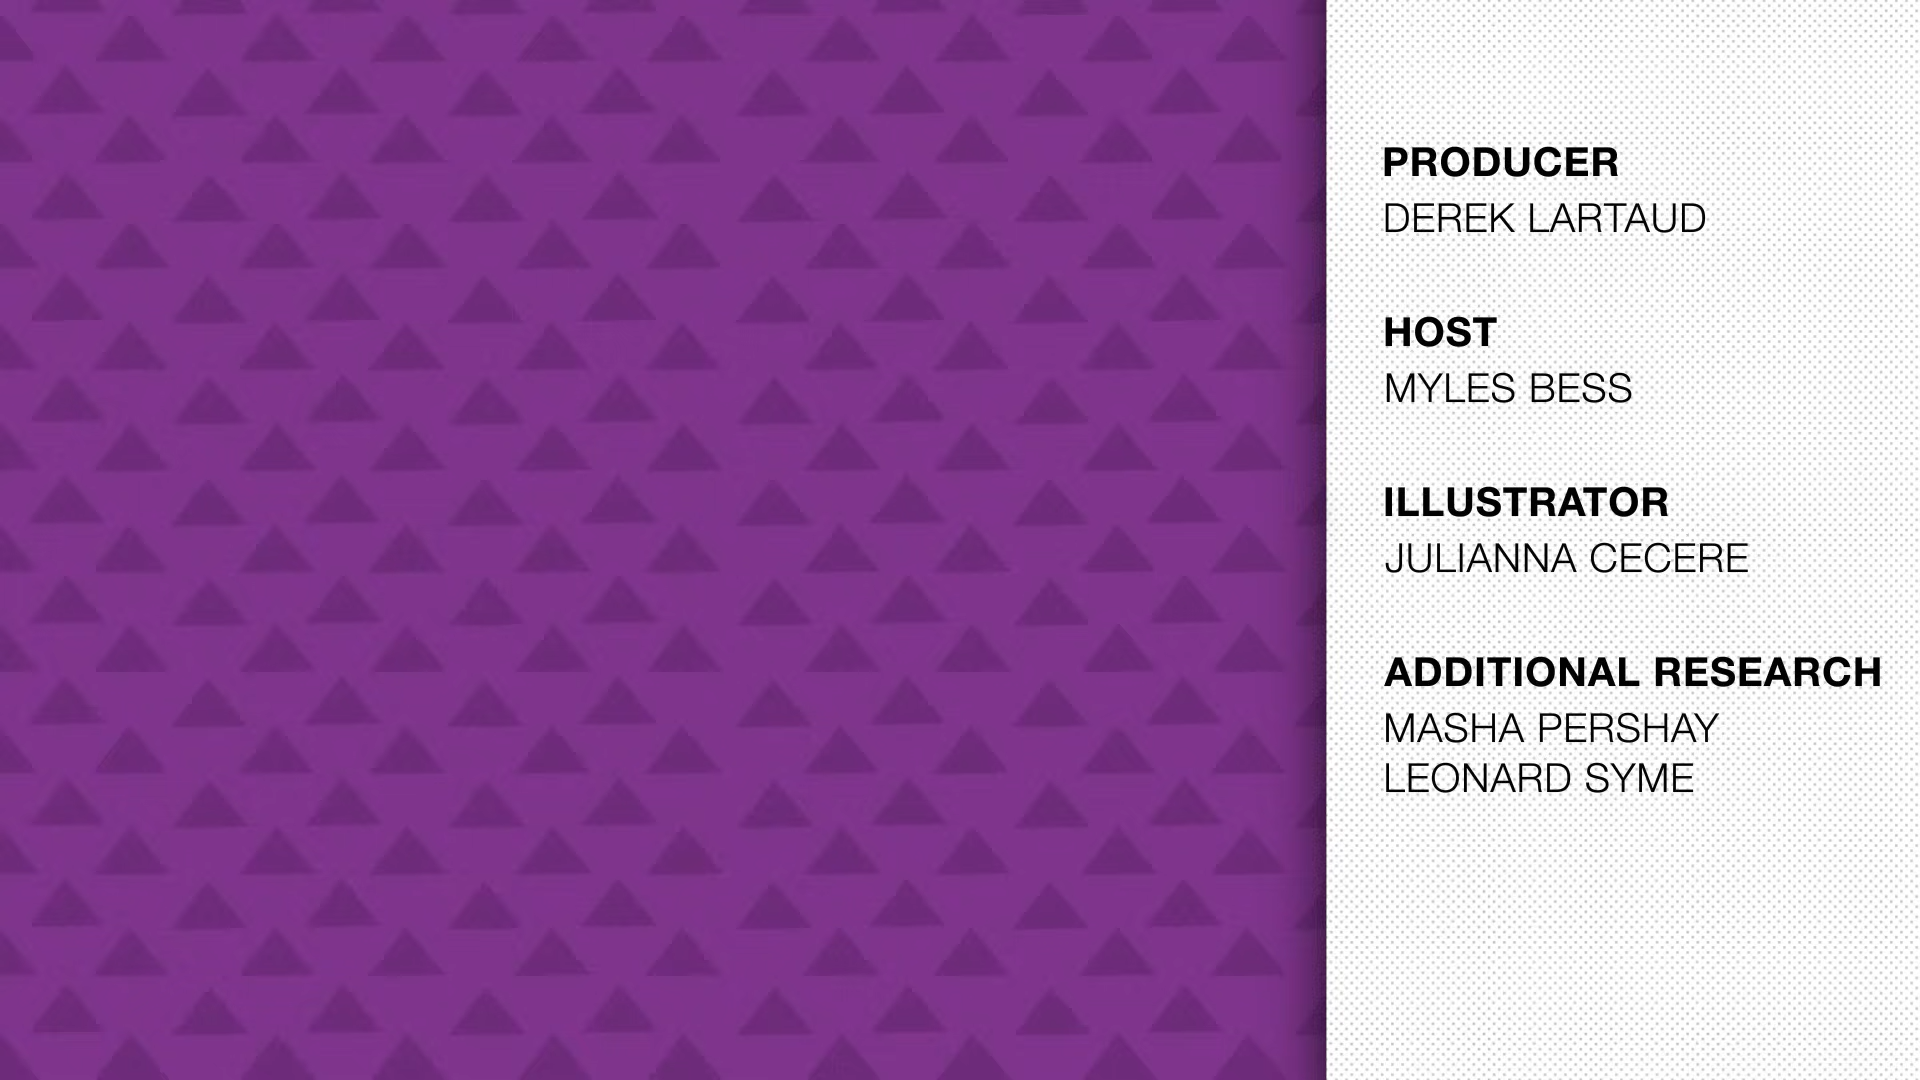 PRODUCER
DEREK LARTAUD
HOST
MYLES BESS
ILLUSTRATOR
JULIANNA CECERE
ADDITIONAL RESEARCH
MASHA PERSHAY
LEONARD SYME